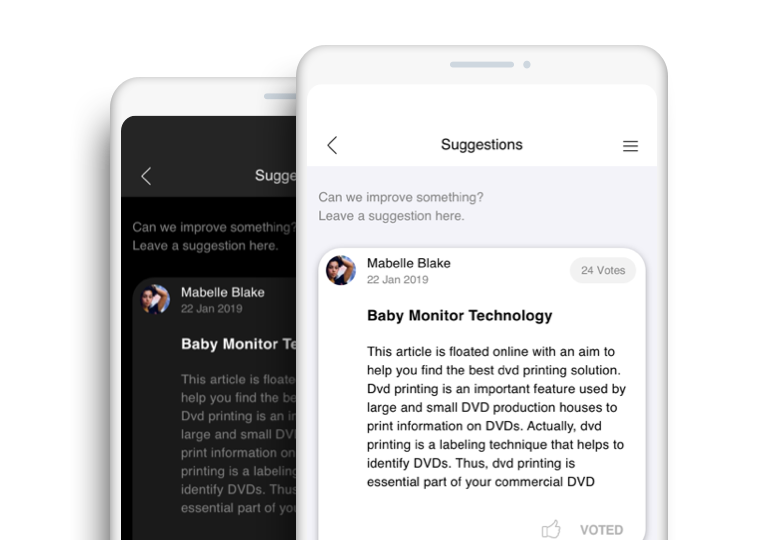 Sugge
Can we improve something?
Leave a suggestion here.
Mabelle Blake
22 Jan 2019
Baby Monitor Te
This article is floate
help you find the be
Dvd printing is an in
large and small DVI
print information on
printing is a labeling
identify DVDs. Thus
essential part of you
Suggestions
Can we improve something?
Leave a suggestion here.
Mabelle Blake
22 Jan 2019
24 Votes
Baby Monitor Technology
This article is floated online with an aim to
help you find the best dvd printing solution.
Dvd printing is an important feature used by
large and small DVD production houses to
print information on DVDs. Actually, dvd
printing is a labeling technique that helps to
identify DVDs. Thus, dvd printing is
essential part of your commercial DVD
VOTED